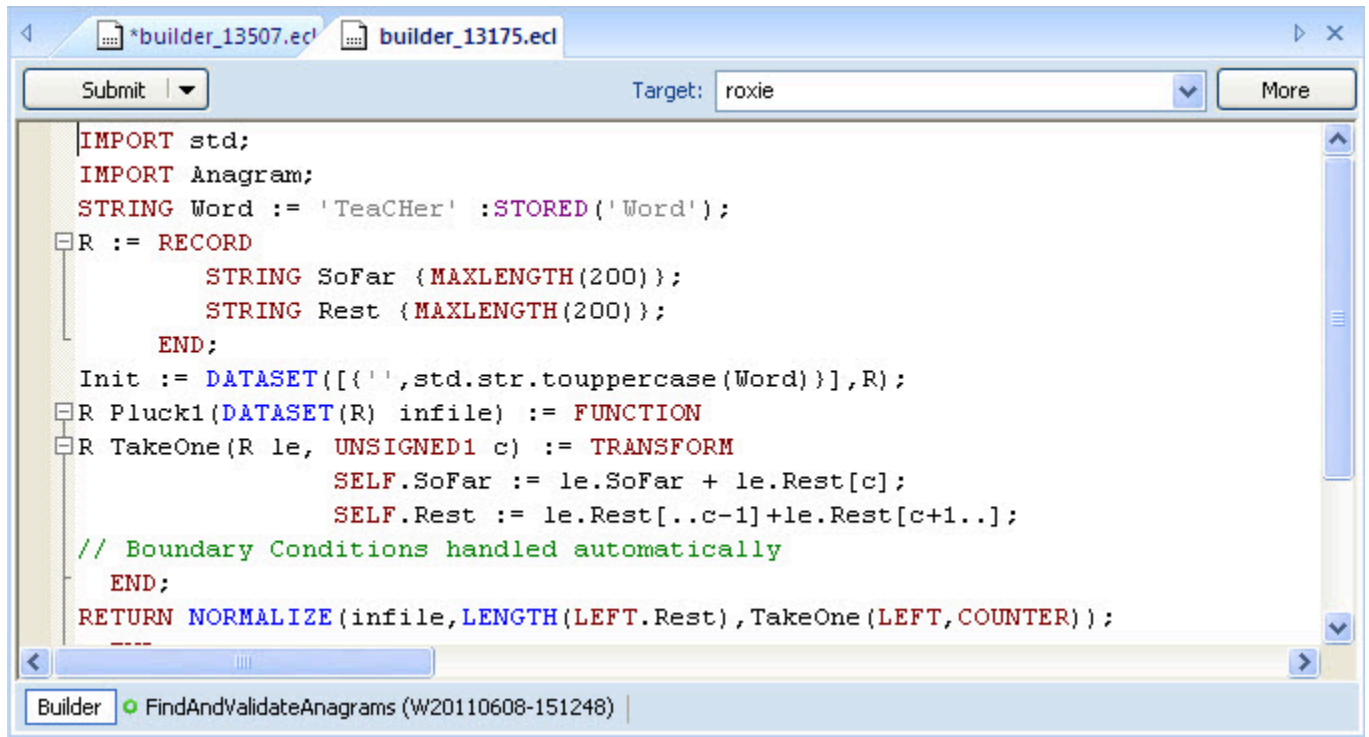 *builder_13507.ecl builder_13175.ecl
Submit Target: roxie More
IMPORT std;
IMPORT Anagram;
STRING Word := 'TeaCHer' :STORED('Word');
R := RECORD
STRING SoFar {MAXLENGTH(200)};
STRING Rest {MAXLENGTH(200)};
END;
Init := DATASET([{'',std.str.touppercase(Word)}],R);
R Pluck1(DATASET(R) infile) := FUNCTION
R TakeOne(R le, UNSIGNED1 c) := TRANSFORM
SELF.SoFar := le.SoFar + le.Rest[c];
SELF.Rest := le.Rest[..c-1]+le.Rest[c+1..];
// Boundary Conditions handled automatically
END;
RETURN NORMALIZE(infile,LENGTH(LEFT.Rest),TakeOne(LEFT,COUNTER));
Builder FindAndValidateAnagrams (W20110608-151248)